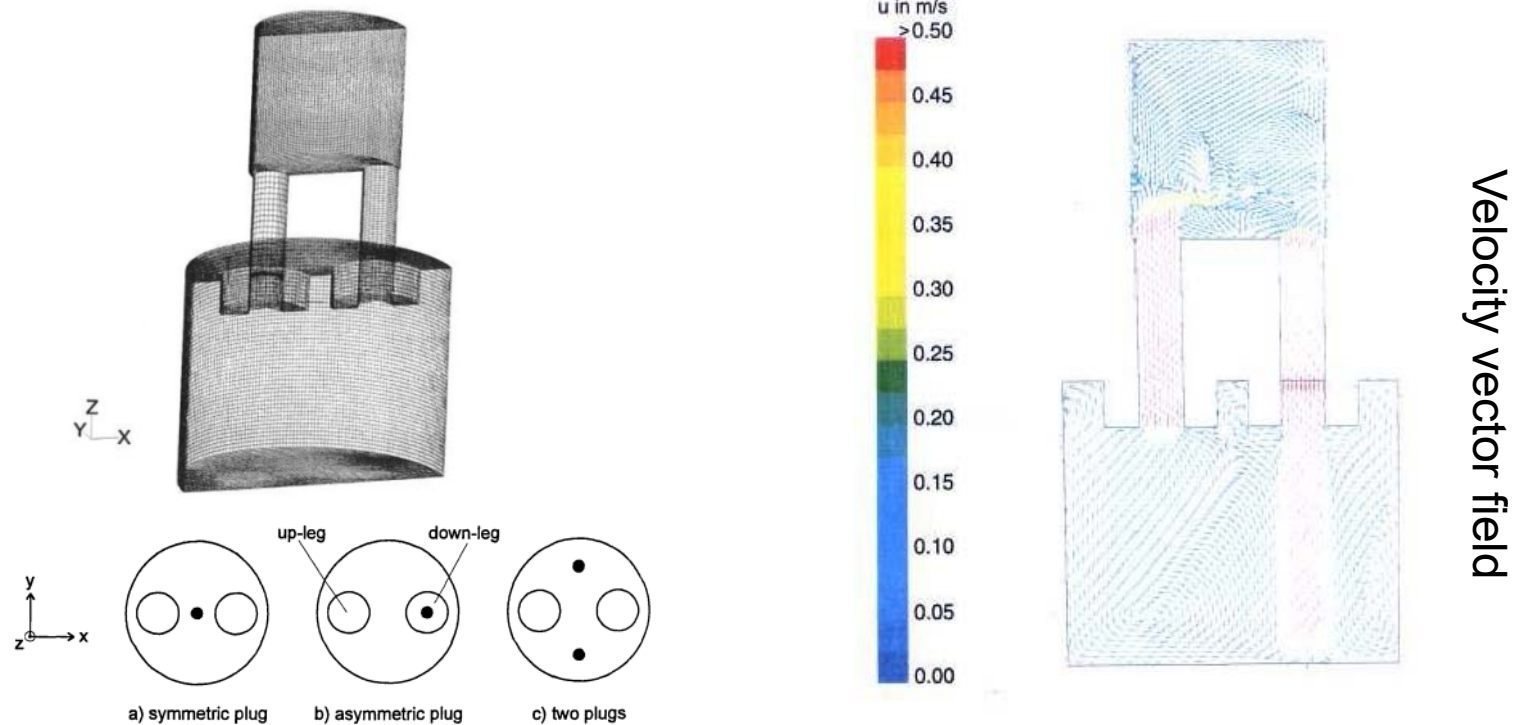 Z
Y X
up-leg
down-leg
y
z x
a) symmetric plug
b) asymmetric plug
c) two plugs
u in m/s
>0.50
0.45
0.40
0.35
0.30
0.25
0.20
0.15
0.10
0.05
0.00
Velocity vector field